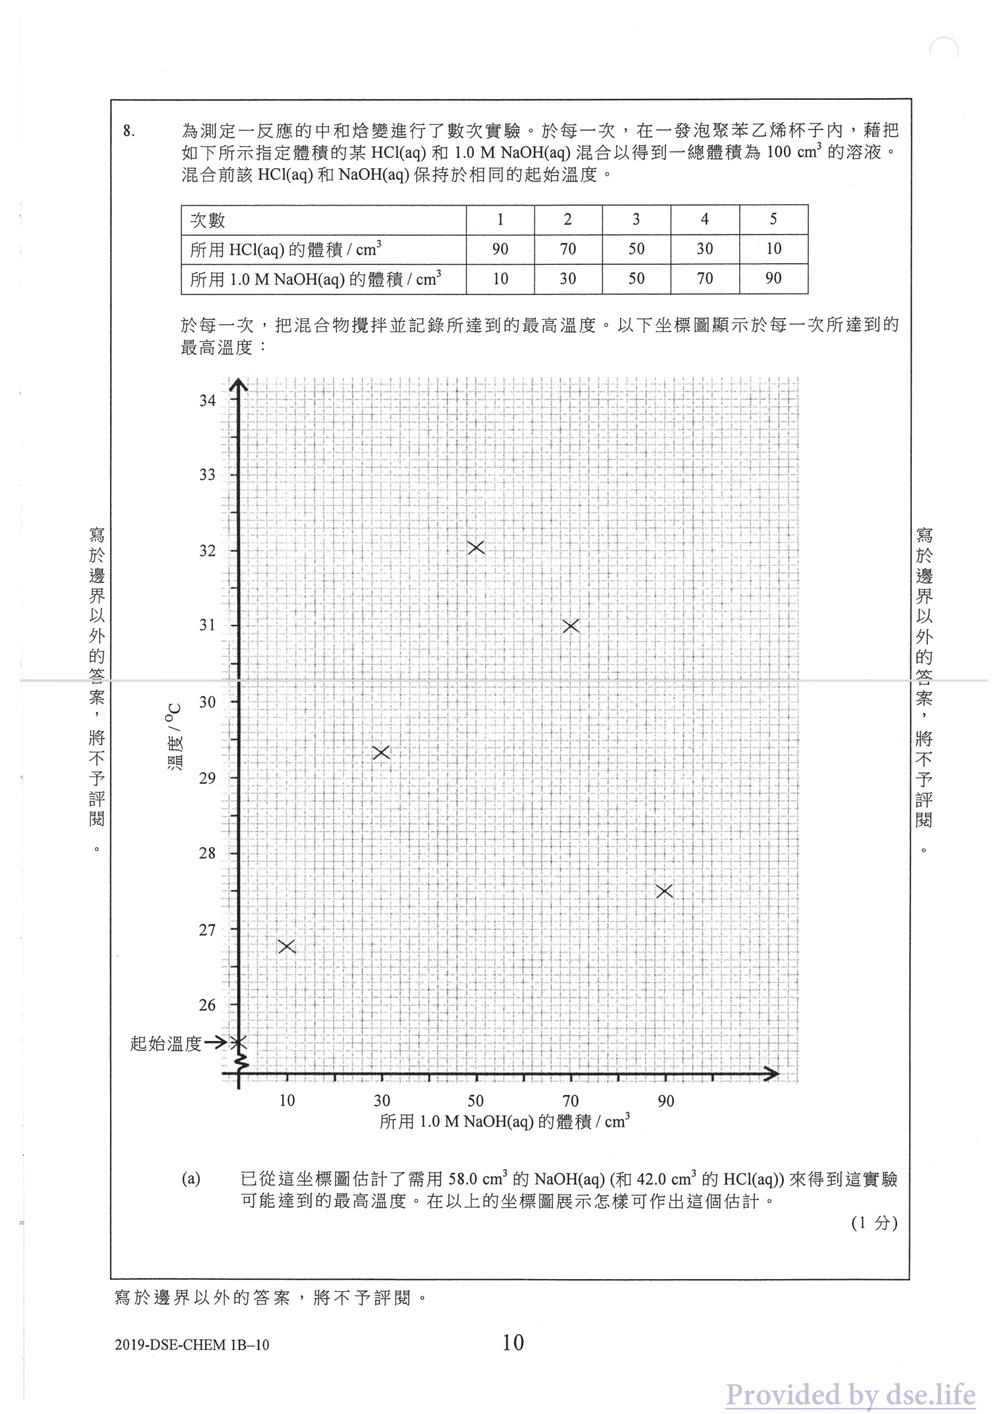 8. 為測定一反應的中和焓變進行了數次實驗。於每一次，在一發泡聚苯乙烯杯子內，藉把
如下所示指定體積的某 HCl(aq) 和 1.0 M NaOH(aq) 混合以得到一總體積為 100 cm³ 的溶液。
混合前該 HCl(aq) 和 NaOH(aq) 保持於相同的起始溫度。
次數 1 2 3 4 5
所用 HCl(aq) 的體積 / cm³ 90 70 50 30 10
所用 1.0 M NaOH(aq) 的體積 / cm³ 10 30 50 70 90
於每一次，把混合物攪拌並記錄所達到的最高溫度。以下坐標圖顯示於每一次所達到的
最高溫度：
34
33
32
31
30
29
28
27
26
溫度 / °C
起始溫度
10 30 50 70 90
所用 1.0 M NaOH(aq) 的體積 / cm³
(a) 已從這坐標圖估計了需用 58.0 cm³ 的 NaOH(aq) (和 42.0 cm³ 的 HCl(aq)) 來得到這實驗
可能達到的最高溫度。在以上的坐標圖展示怎樣可作出這個估計。
(1 分)
寫於邊界以外的答案，將不予評閱。
寫於邊界以外的答案，將不予評閱。
寫於邊界以外的答案，將不予評閱。
2019-DSE-CHEM 1B–10
10
Provided by dse.life